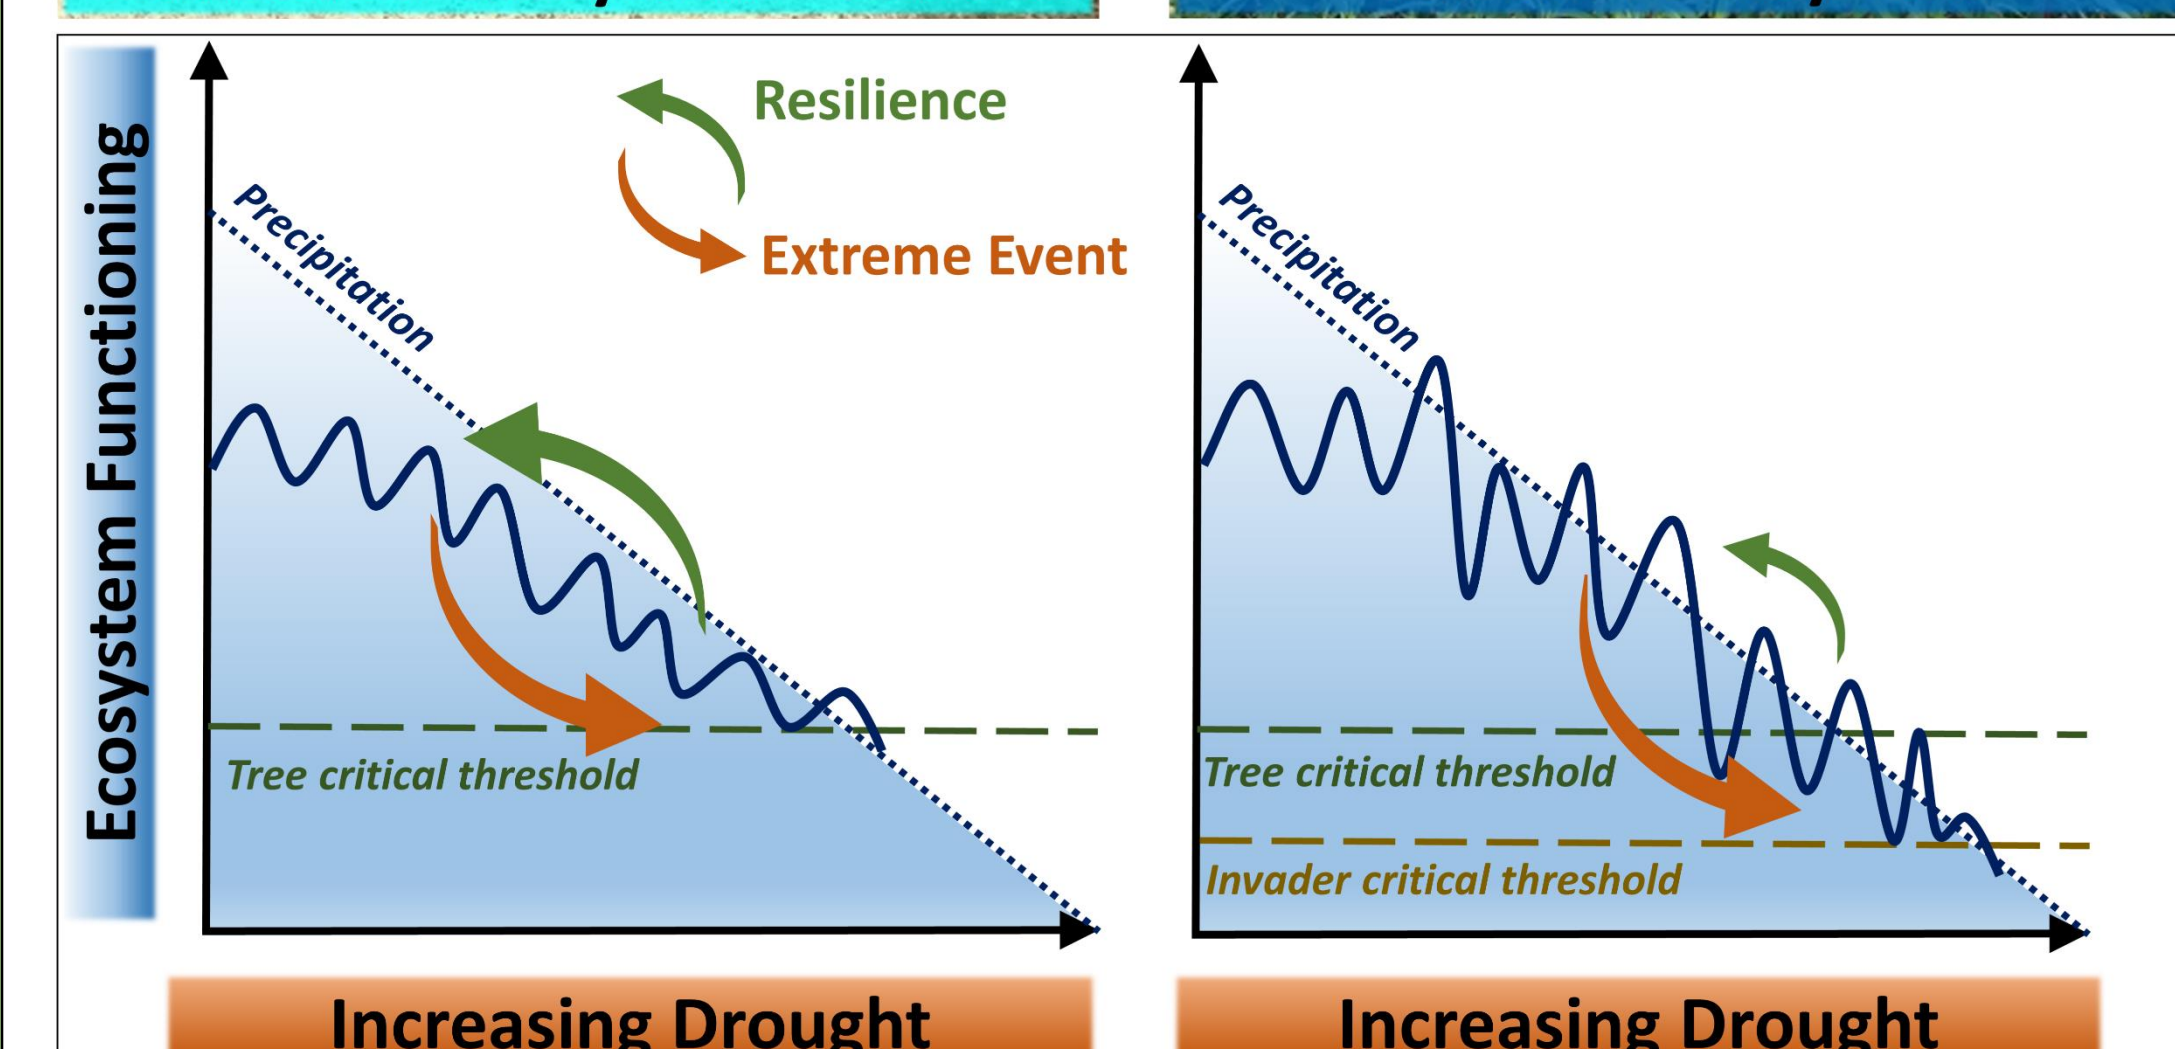 Ecosystem Functioning
Resilience
Extreme Event
Precipitation
Tree critical threshold
Increasing Drought
Precipitation
Tree critical threshold
Invader critical threshold
Increasing Drought